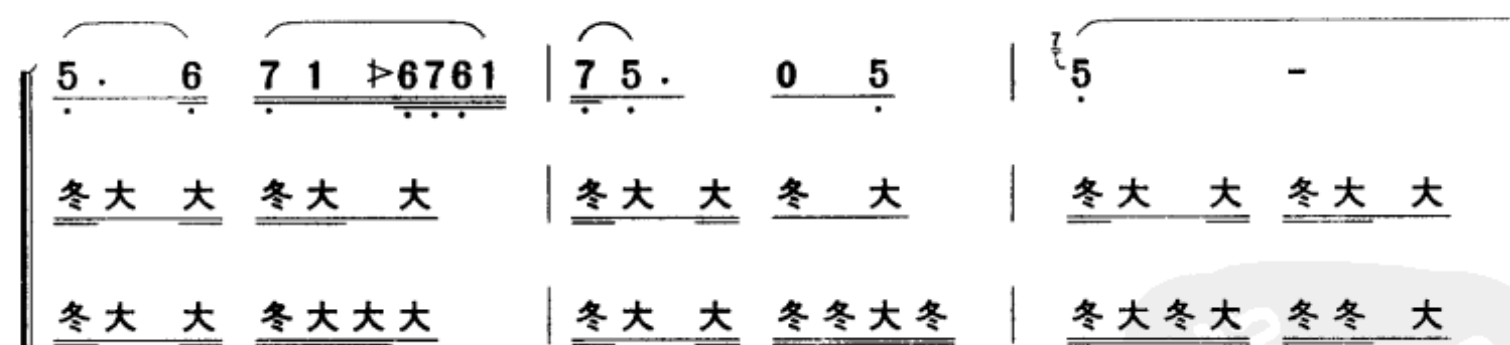 5 · 6 7 1 6761 | 7 5 · 0 5 | 7 5 -
冬大 大 冬大 大 | 冬大 大 冬 大 | 冬大 大 冬大 大
冬大 大 冬大大大 | 冬大 大 冬冬大冬 | 冬大冬大 冬冬 大